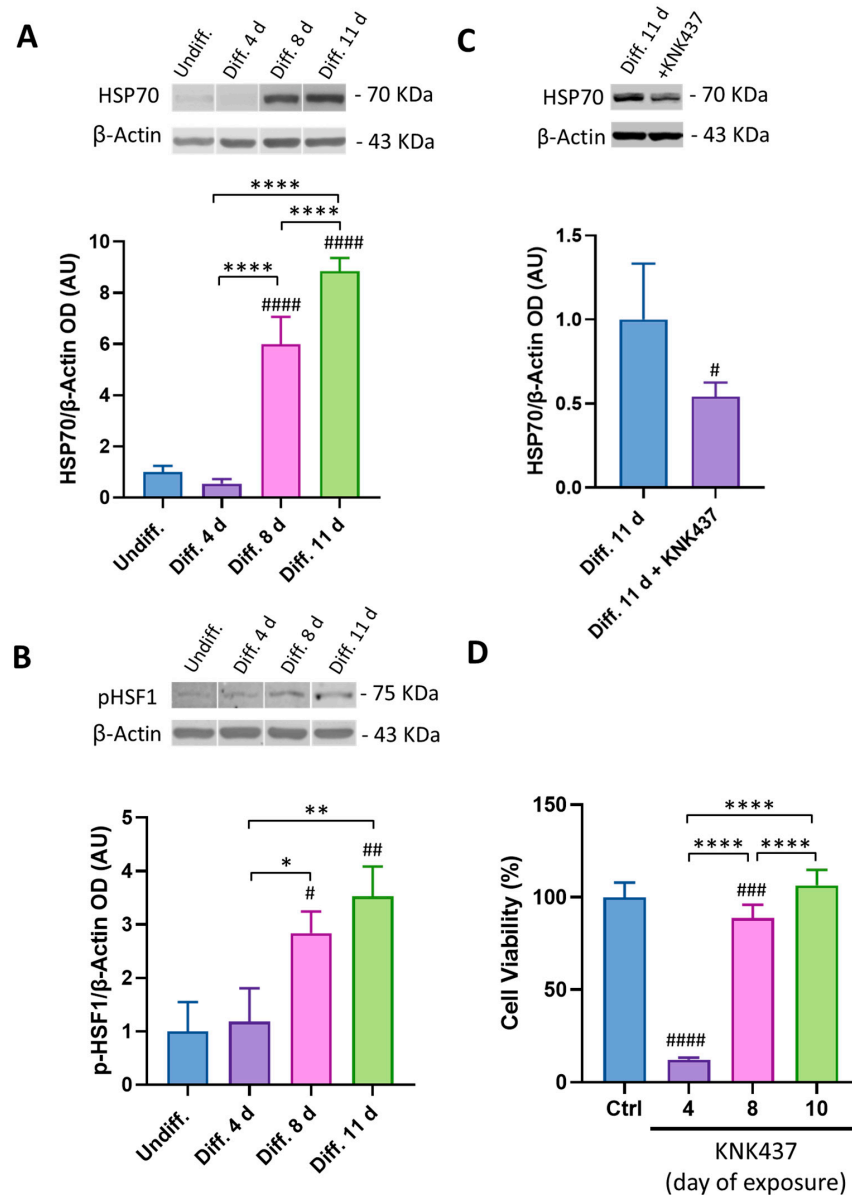 A
Undiff.
Diff. 4 d
Diff. 8 d
Diff. 11 d
HSP70
- 70 KDa
β-Actin
- 43 KDa
****
****
****
####
####
HSP70/β-Actin OD (AU)
10
8
6
4
2
0
Undiff.
Diff. 4 d
Diff. 8 d
Diff. 11 d
C
Diff. 11 d
+KNK437
HSP70
- 70 KDa
β-Actin
- 43 KDa
HSP70/β-Actin OD (AU)
1.5
1.0
0.5
0.0
#
Diff. 11 d
Diff. 11 d + KNK437
B
Undiff.
Diff. 4 d
Diff. 8 d
Diff. 11 d
pHSF1
- 75 KDa
β-Actin
- 43 KDa
**
*
##
#
p-HSF1/β-Actin OD (AU)
5
4
3
2
1
0
Undiff.
Diff. 4 d
Diff. 8 d
Diff. 11 d
D
****
****
****
###
####
Cell Viability (%)
150
100
50
0
Ctrl
4
8
10
KNK437
(day of exposure)